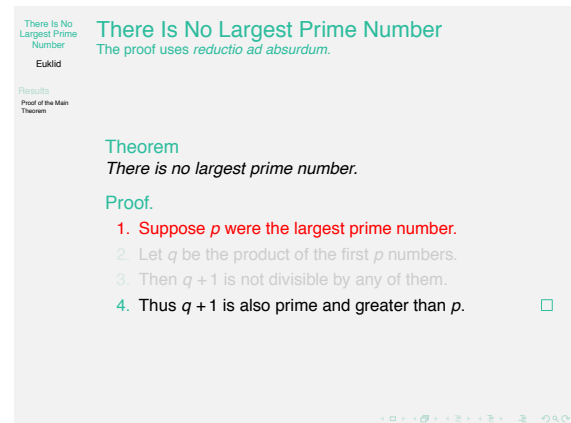 There Is No
Largest Prime
Number
Euklid
Results
Proof of the Main
Theorem
There Is No Largest Prime Number
The proof uses reductio ad absurdum.
Theorem
There is no largest prime number.
Proof.
1. Suppose p were the largest prime number.
2. Let q be the product of the first p numbers.
3. Then q + 1 is not divisible by any of them.
4. Thus q + 1 is also prime and greater than p. □